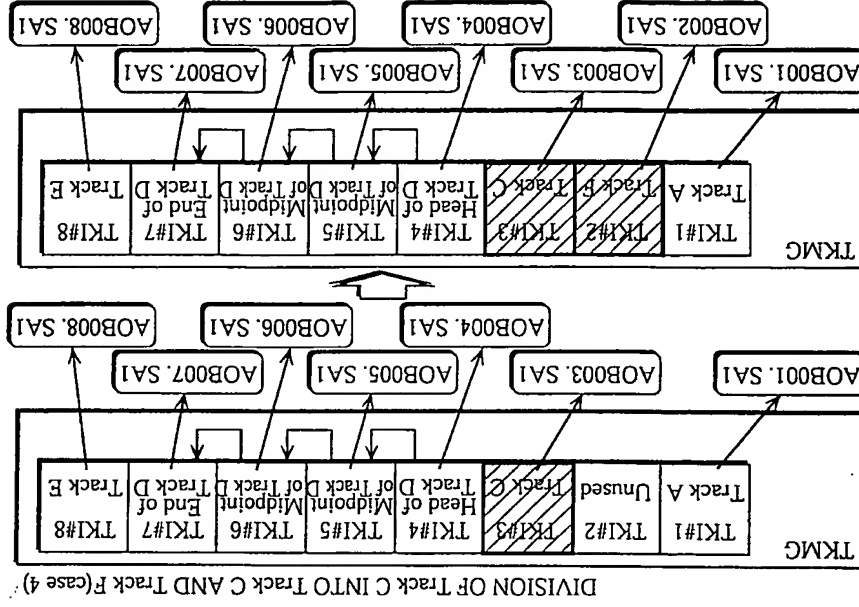 DIVISION OF Track C INTO Track C AND Track F(case 4)
TKMG
TKI#1 TKI#2 TKI#3 TKI#4 TKI#5 TKI#6 TKI#7 TKI#8
Track A Unused Track C Head of Midpoint Midpoint End of Track E
Track D of Track D of Track D Track D
AOB001. SA1 AOB003. SA1 AOB005. SA1 AOB007. SA1
AOB004. SA1 AOB006. SA1 AOB008. SA1
TKMG
TKI#1 TKI#2 TKI#3 TKI#4 TKI#5 TKI#6 TKI#7 TKI#8
Track A Track F Track C Head of Midpoint Midpoint End of Track E
Track D of Track D of Track D Track D
AOB001. SA1 AOB003. SA1 AOB005. SA1 AOB007. SA1
AOB002. SA1 AOB004. SA1 AOB006. SA1 AOB008. SA1